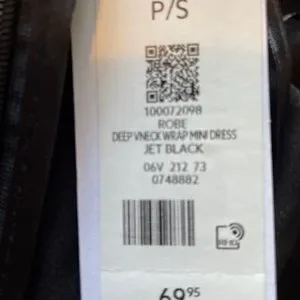 P/S
100072098
ROBE
DEEP VNECK WRAP MINI DRESS
JET BLACK
06V 212 73
0748882
RFID
69.95